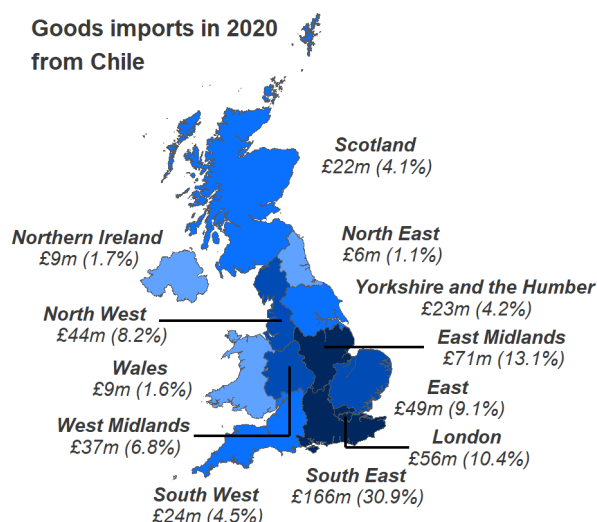 Goods imports in 2020
from Chile
Scotland
£22m (4.1%)
Northern Ireland
£9m (1.7%)
North East
£6m (1.1%)
Yorkshire and the Humber
£23m (4.2%)
North West
£44m (8.2%)
East Midlands
£71m (13.1%)
Wales
£9m (1.6%)
East
£49m (9.1%)
West Midlands
£37m (6.8%)
London
£56m (10.4%)
South East
£166m (30.9%)
South West
£24m (4.5%)